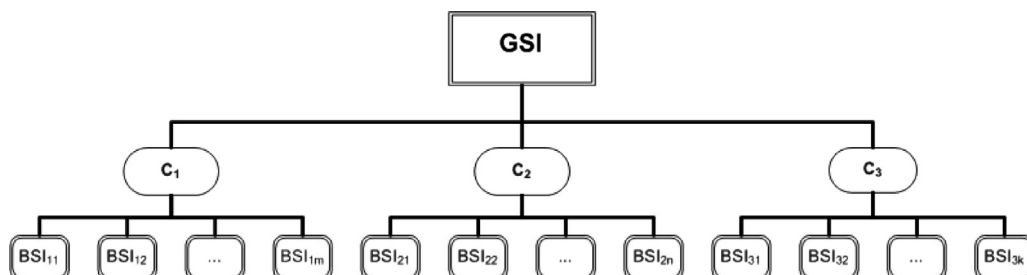 GSI
C₁ C₂ C₃
BSI₁₁ BSI₁₂ ... BSI₁ₘ BSI₂₁ BSI₂₂ ... BSI₂ₙ BSI₃₁ BSI₃₂ ... BSI₃ₖ